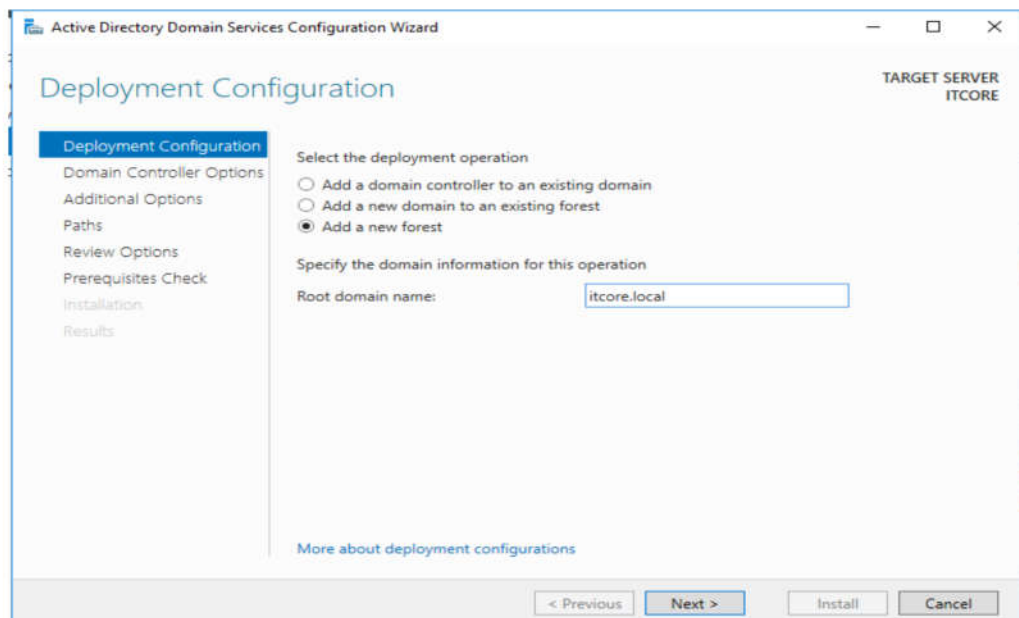 Active Directory Domain Services Configuration Wizard
Deployment Configuration
TARGET SERVER
ITCORE
Deployment Configuration
Domain Controller Options
Additional Options
Paths
Review Options
Prerequisites Check
Installation
Results
Select the deployment operation
Add a domain controller to an existing domain
Add a new domain to an existing forest
Add a new forest
Specify the domain information for this operation
Root domain name: itcore.local
More about deployment configurations
< Previous Next > Install Cancel